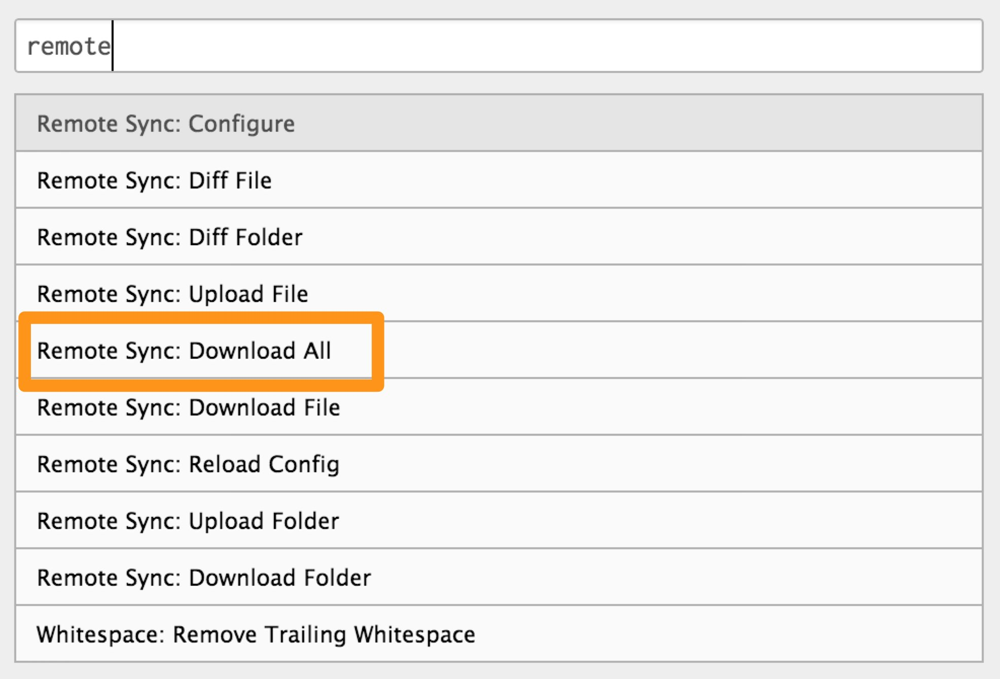 remote
Remote Sync: Configure
Remote Sync: Diff File
Remote Sync: Diff Folder
Remote Sync: Upload File
Remote Sync: Download All
Remote Sync: Download File
Remote Sync: Reload Config
Remote Sync: Upload Folder
Remote Sync: Download Folder
Whitespace: Remove Trailing Whitespace